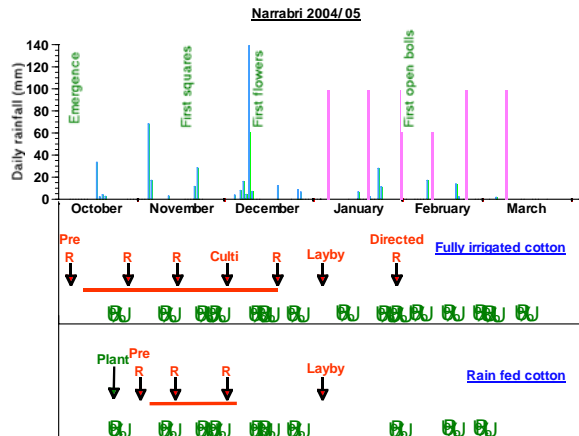 Narrabri 2004/05
Daily rainfall (mm)
140
120
100
80
60
40
20
0
Emergence
First squares
First flowers
First open bolls
October November December January February March
Pre
R R R Culti R Layby Directed R
Fully irrigated cotton
Plant Pre
R R R Layby
Rain fed cotton